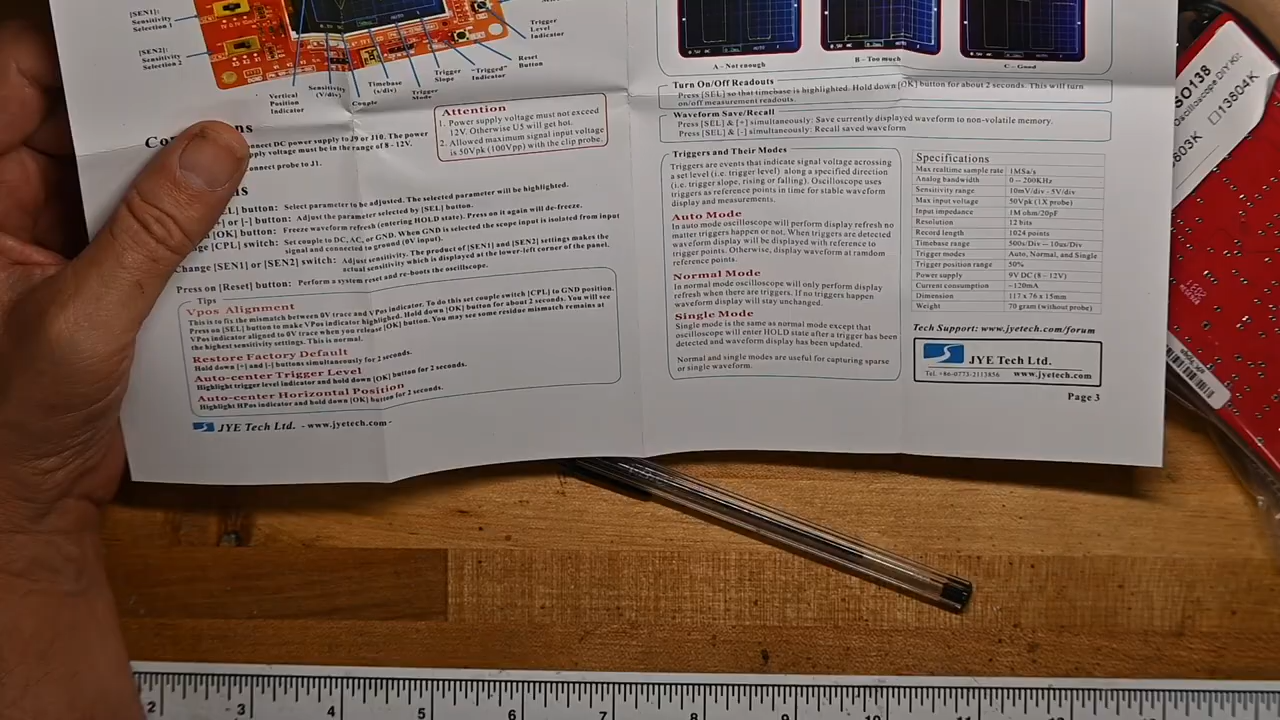 [SEN1]:
Sensitivity
Selection 1
[SEN2]:
Sensitivity
Selection 2
Vertical
Position
Indicator
Sensitivity
(V/div)
Couple
Timebase
(s/div)
Trigger
Mode
Trigger
Slope
"Trigged"
Indicator
Reset
Button
Trigger
Level
Indicator
Attention
1. Power supply voltage must not exceed
12V. Otherwise U5 will get hot.
2. Allowed maximum signal input voltage
is 50Vpk (100Vpp) with the clip probe.
DC power supply to J9 or J10. The power
voltage must be in the range of 8 - 12V.
probe to J1.
button: Select parameter to be adjusted. The selected parameter will be highlighted.
or [-] button: Adjust the parameter selected by [SEL] button.
[OK] button: Freeze waveform refresh (entering HOLD state). Press on it again will de-freeze.
[CPL] switch: Set couple to DC, AC, or GND. When GND is selected the scope input is isolated from input
signal and connected to ground (0V input).
Change [SEN1] or [SEN2] switch: Adjust sensitivity. The product of [SEN1] and [SEN2] settings makes the
actual sensitivity which is displayed at the lower-left corner of the panel.
Press on [Reset] button: Perform a system reset and re-boots the oscilloscope.
Tips
Vpos Alignment
This is to fix the mismatch between 0V trace and VPos indicator. To do this set couple switch [CPL] to GND position.
Press on [SEL] button to make VPos indicator highlighted. Hold down [OK] button for about 2 seconds. You will see
VPos indicator aligned to 0V trace when you release [OK] button. You may see some residue mismatch remains at
the highest sensitivity settings. This is normal.
Restore Factory Default
Hold down [+] and [-] buttons simultaneously for 2 seconds.
Auto-center Trigger Level
Highlight trigger level indicator and hold down [OK] button for 2 seconds.
Auto-center Horizontal Position
Highlight HPos indicator and hold down [OK] button for 2 seconds.
JYE Tech Ltd. - www.jyetech.com -
A - Not enough
B - Too much
C - Good
Turn On/Off Readouts
Press [SEL] so that timebase is highlighted. Hold down [OK] button for about 2 seconds. This will turn
on/off measurement readouts.
Waveform Save/Recall
Press [SEL] & [+] simultaneously: Save currently displayed waveform to non-volatile memory.
Press [SEL] & [-] simultaneously: Recall saved waveform
Triggers and Their Modes
Triggers are events that indicate signal voltage acrossing
a set level (i.e. trigger level) along a specified direction
(i.e. trigger slope, rising or falling). Oscilloscope uses
triggers as reference points in time for stable waveform
display and measurements.
Auto Mode
In auto mode oscilloscope will perform display refresh no
matter triggers happen or not. When triggers are detected
waveform display will be displayed with reference to
trigger points. Otherwise, display waveform at random
reference points.
Normal Mode
In normal mode oscilloscope will only perform display
refresh when there are triggers. If no triggers happen
waveform display will stay unchanged.
Single Mode
Single mode is the same as normal mode except that
oscilloscope will enter HOLD state after a trigger has been
detected and waveform display has been updated.
Normal and single modes are useful for capturing sparse
or single waveform.
Specifications
Max realtime sample rate 1MSa/s
Analog bandwidth 0 -- 200KHz
Sensitivity range 10mV/div - 5V/div
Max input voltage 50Vpk (1X probe)
Input impedance 1M ohm/20pF
Resolution 12 bits
Record length 1024 points
Timebase range 500s/Div -- 10us/Div
Trigger modes Auto, Normal, and Single
Trigger position range 50%
Power supply 9V DC (8 - 12V)
Current consumption ~120mA
Dimension 117 x 76 x 15mm
Weight 70 gram (without probe)
Tech Support: www.jyetech.com/forum
JYE Tech Ltd.
Tel. +86-0773-2113856 www.jyetech.com
Page 3
SO138
Oscilloscope DIY Kit
13804K
803K
2 3 4 5 6 7 8 9 10 11 12